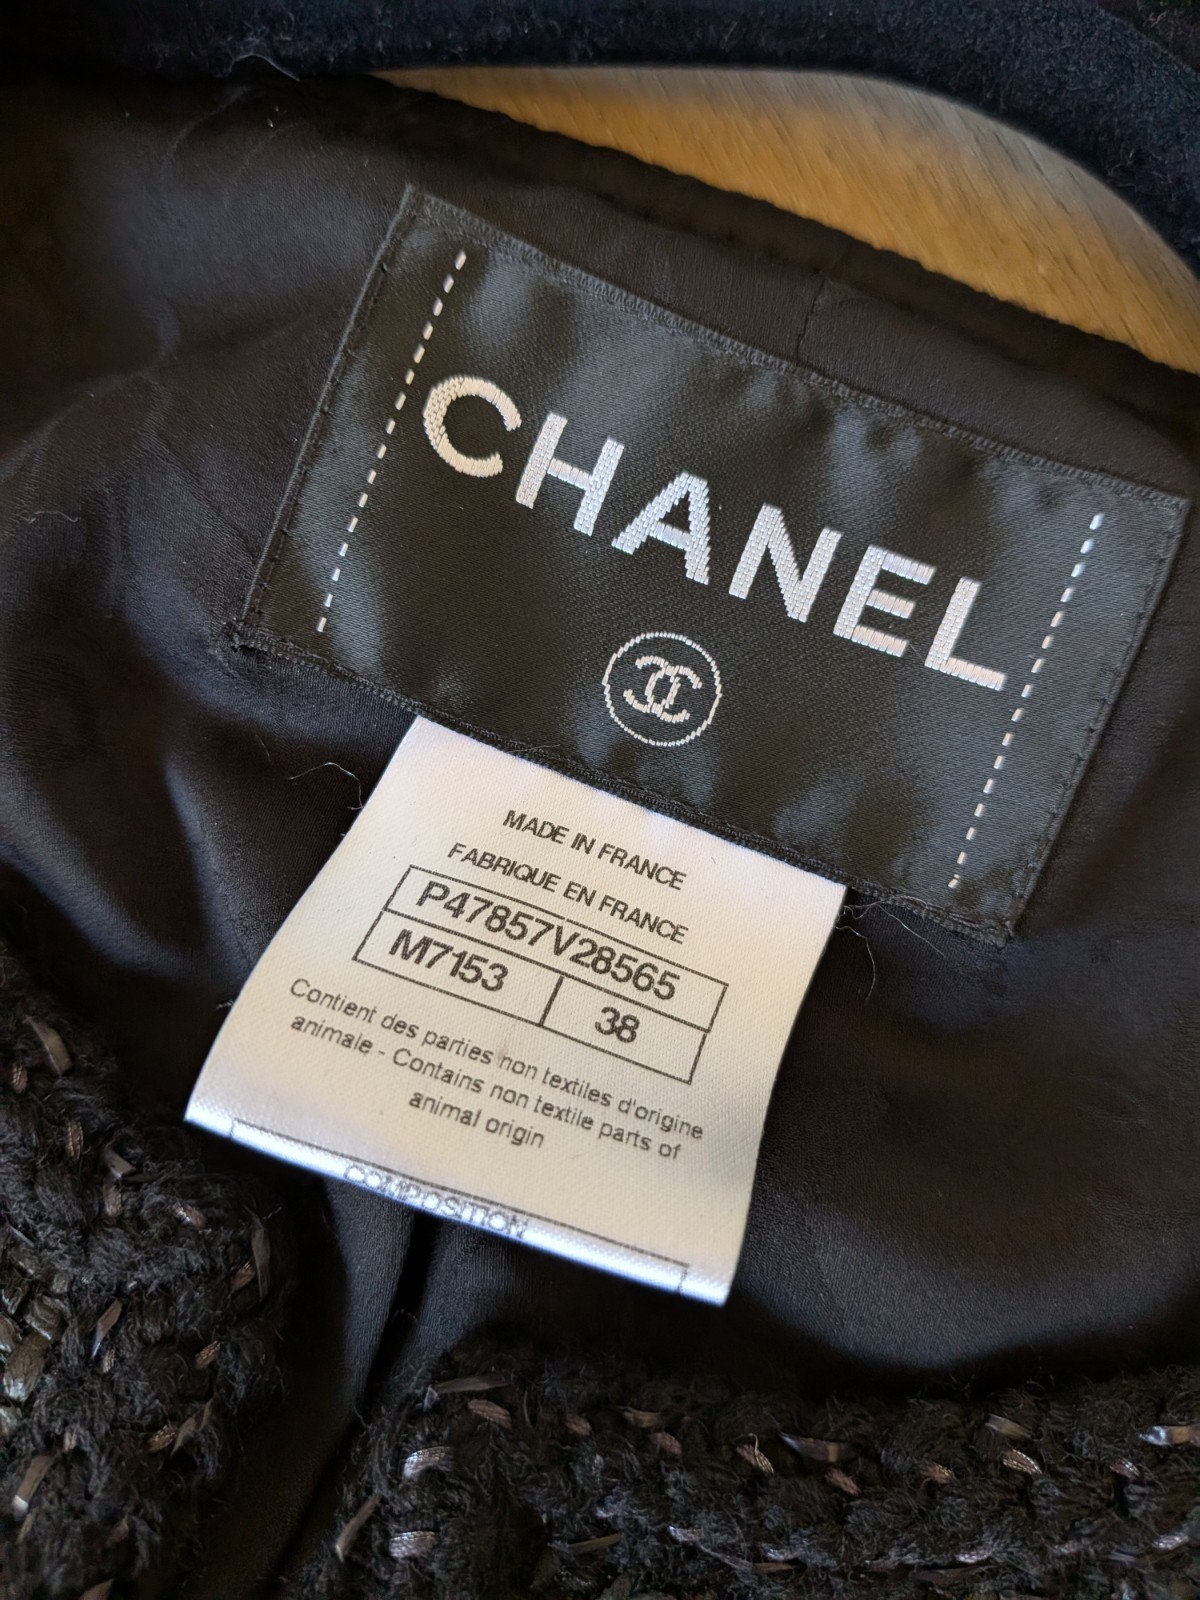 CHANEL
MADE IN FRANCE
FABRIQUE EN FRANCE
P47857V28565
M7153 38
Contient des parties non textiles d'origine
animale - Contains non textile parts of
animal origin
COMPOSITION